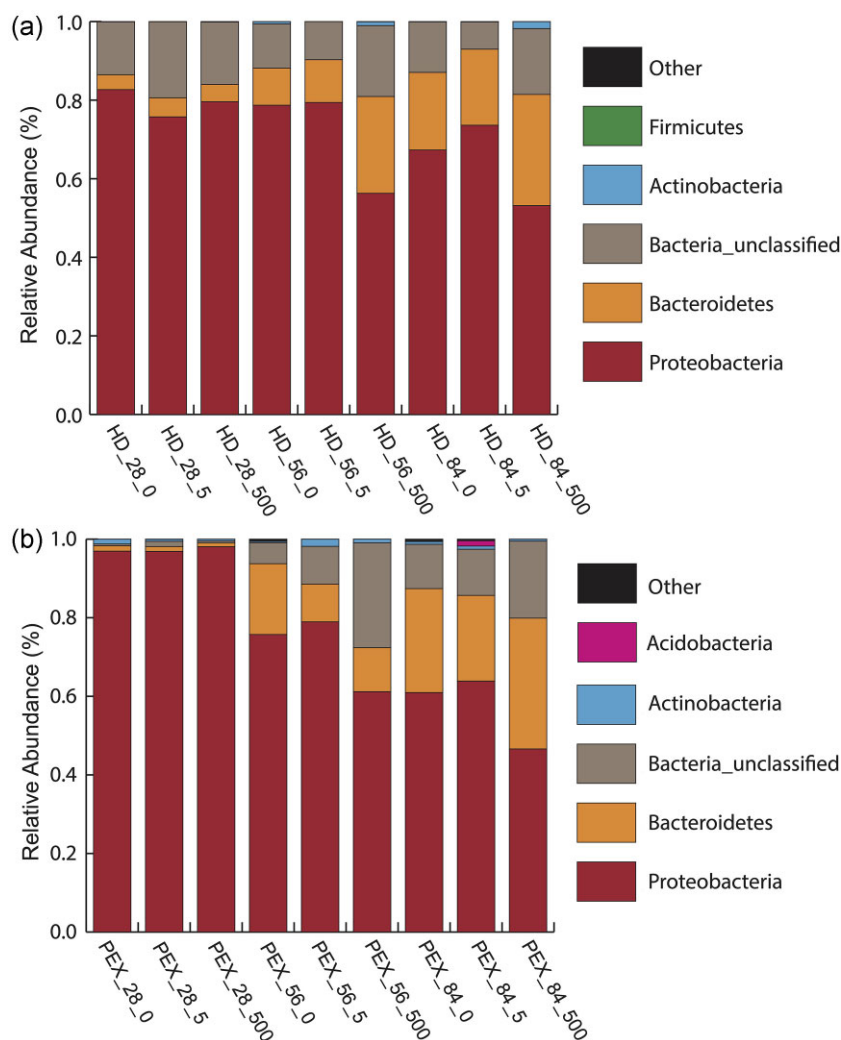 (a)
Relative Abundance (%)
1.0
0.8
0.6
0.4
0.2
0.0
HD_28_0
HD_28_5
HD_28_500
HD_56_0
HD_56_5
HD_56_500
HD_84_0
HD_84_5
HD_84_500
Other
Firmicutes
Actinobacteria
Bacteria_unclassified
Bacteroidetes
Proteobacteria
(b)
Relative Abundance (%)
1.0
0.8
0.6
0.4
0.2
0.0
PEX_28_0
PEX_28_5
PEX_28_500
PEX_56_0
PEX_56_5
PEX_56_500
PEX_84_0
PEX_84_5
PEX_84_500
Other
Acidobacteria
Actinobacteria
Bacteria_unclassified
Bacteroidetes
Proteobacteria